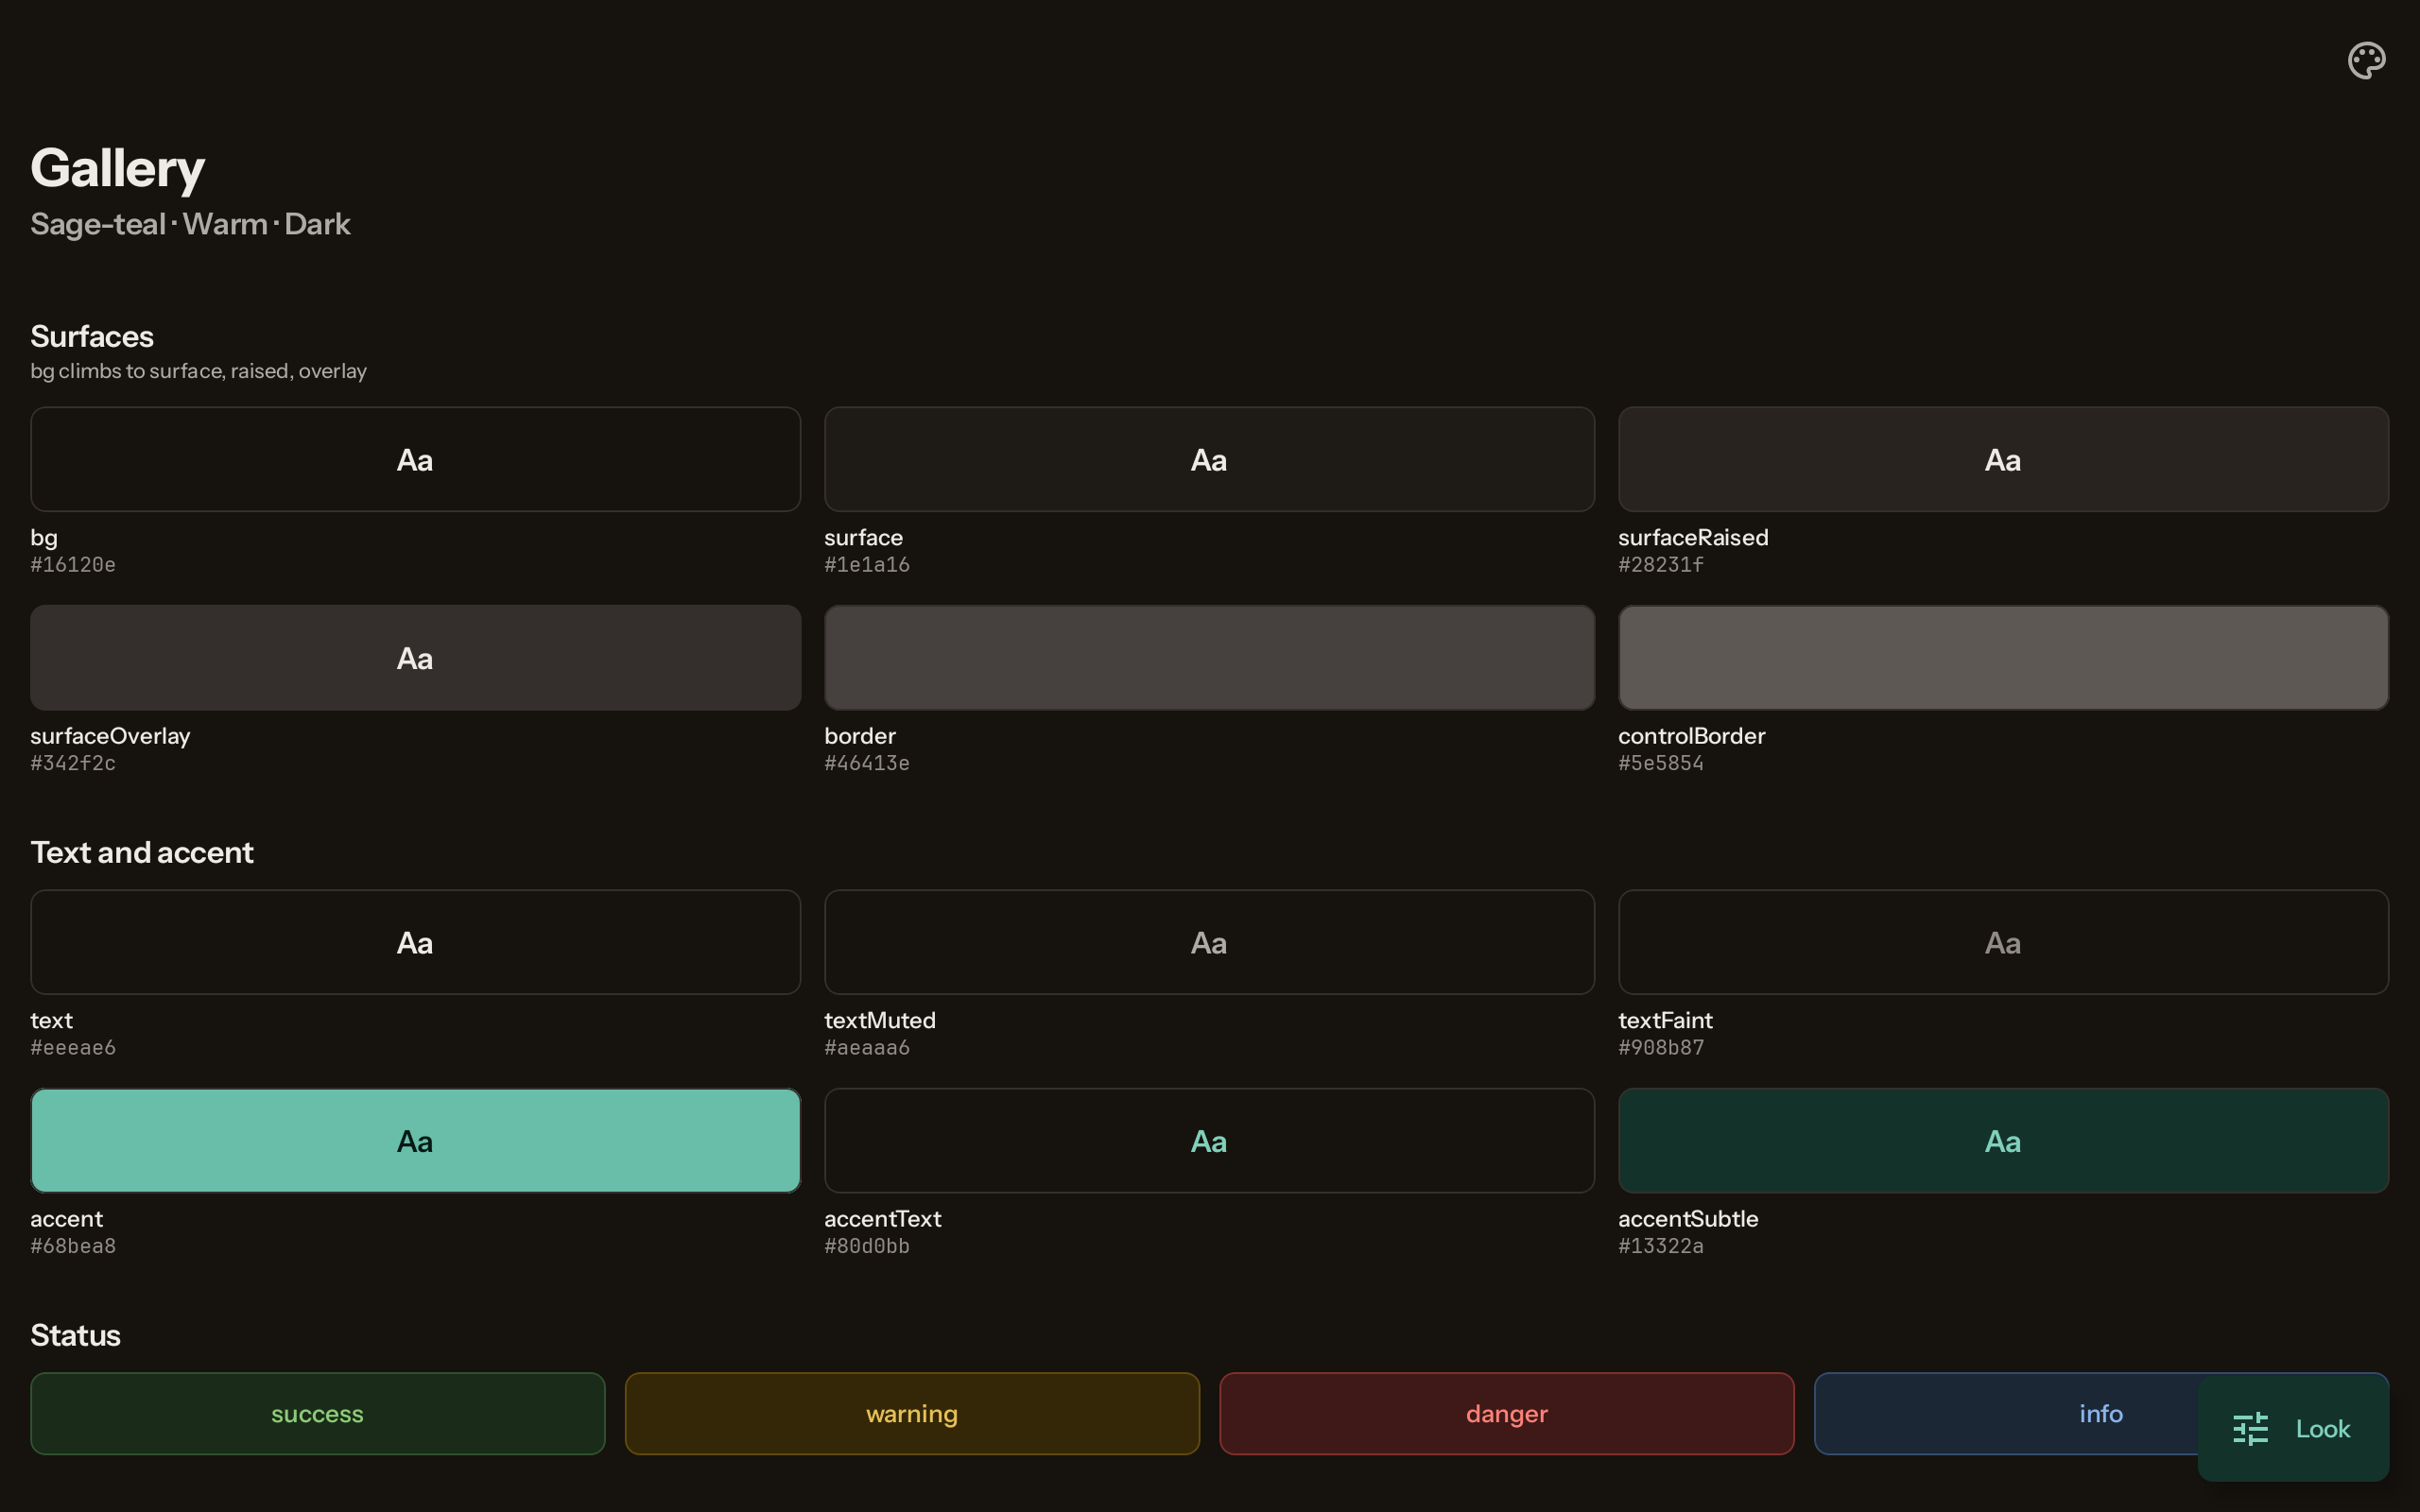 Gallery
Sage-teal · Warm · Dark
Surfaces
bg climbs to surface, raised, overlay
Aa
Aa
Aa
bg
surface
surfaceRaised
#16120e
#1e1a16
#28231f
Aa
surfaceOverlay
border
controlBorder
#342f2c
#46413e
#5e5854
Text and accent
Aa
Aa
Aa
text
textMuted
textFaint
#eeeae6
#aeaaa6
#908b87
Aa
Aa
Aa
accent
accentText
accentSubtle
#68bea8
#80d0bb
#13322a
Status
success
warning
danger
info
Look